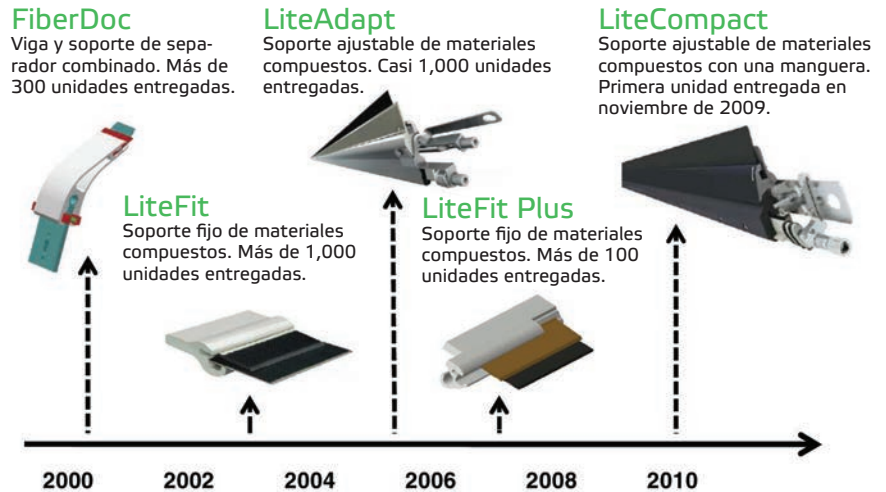 FiberDoc
Viga y soporte de sepa-
rador combinado. Más de
300 unidades entregadas.
LiteAdapt
Soporte ajustable de materiales
compuestos. Casi 1,000 unidades
entregadas.
LiteCompact
Soporte ajustable de materiales
compuestos con una manguera.
Primera unidad entregada en
noviembre de 2009.
LiteFit
Soporte fijo de materiales
compuestos. Más de 1,000
unidades entregadas.
LiteFit Plus
Soporte fijo de materiales
compuestos. Más de 100
unidades entregadas.
2000 2002 2004 2006 2008 2010